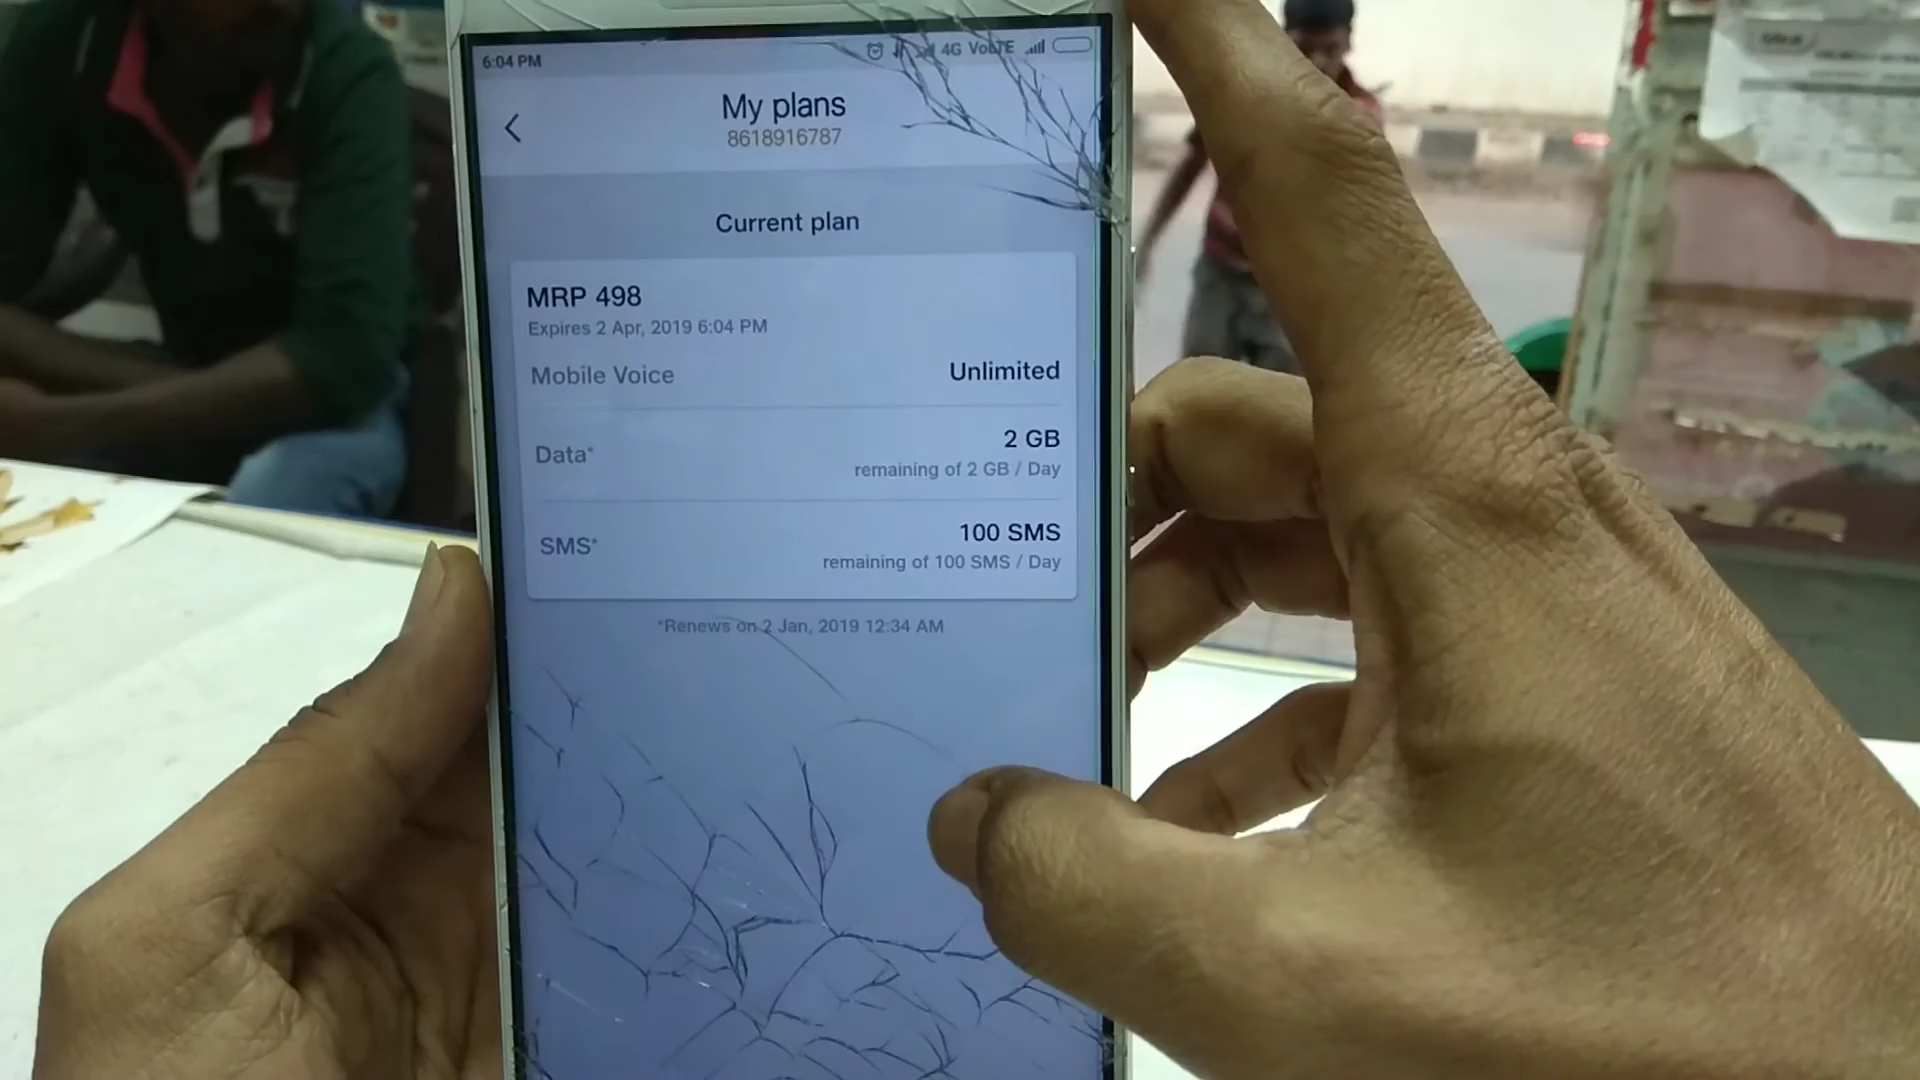 6:04 PM
4G VoLTE
My plans
8618916787
Current plan
MRP 498
Expires 2 Apr, 2019 6:04 PM
Mobile Voice
Unlimited
Data*
2 GB
remaining of 2 GB / Day
SMS*
100 SMS
remaining of 100 SMS / Day
*Renews on 2 Jan, 2019 12:34 AM